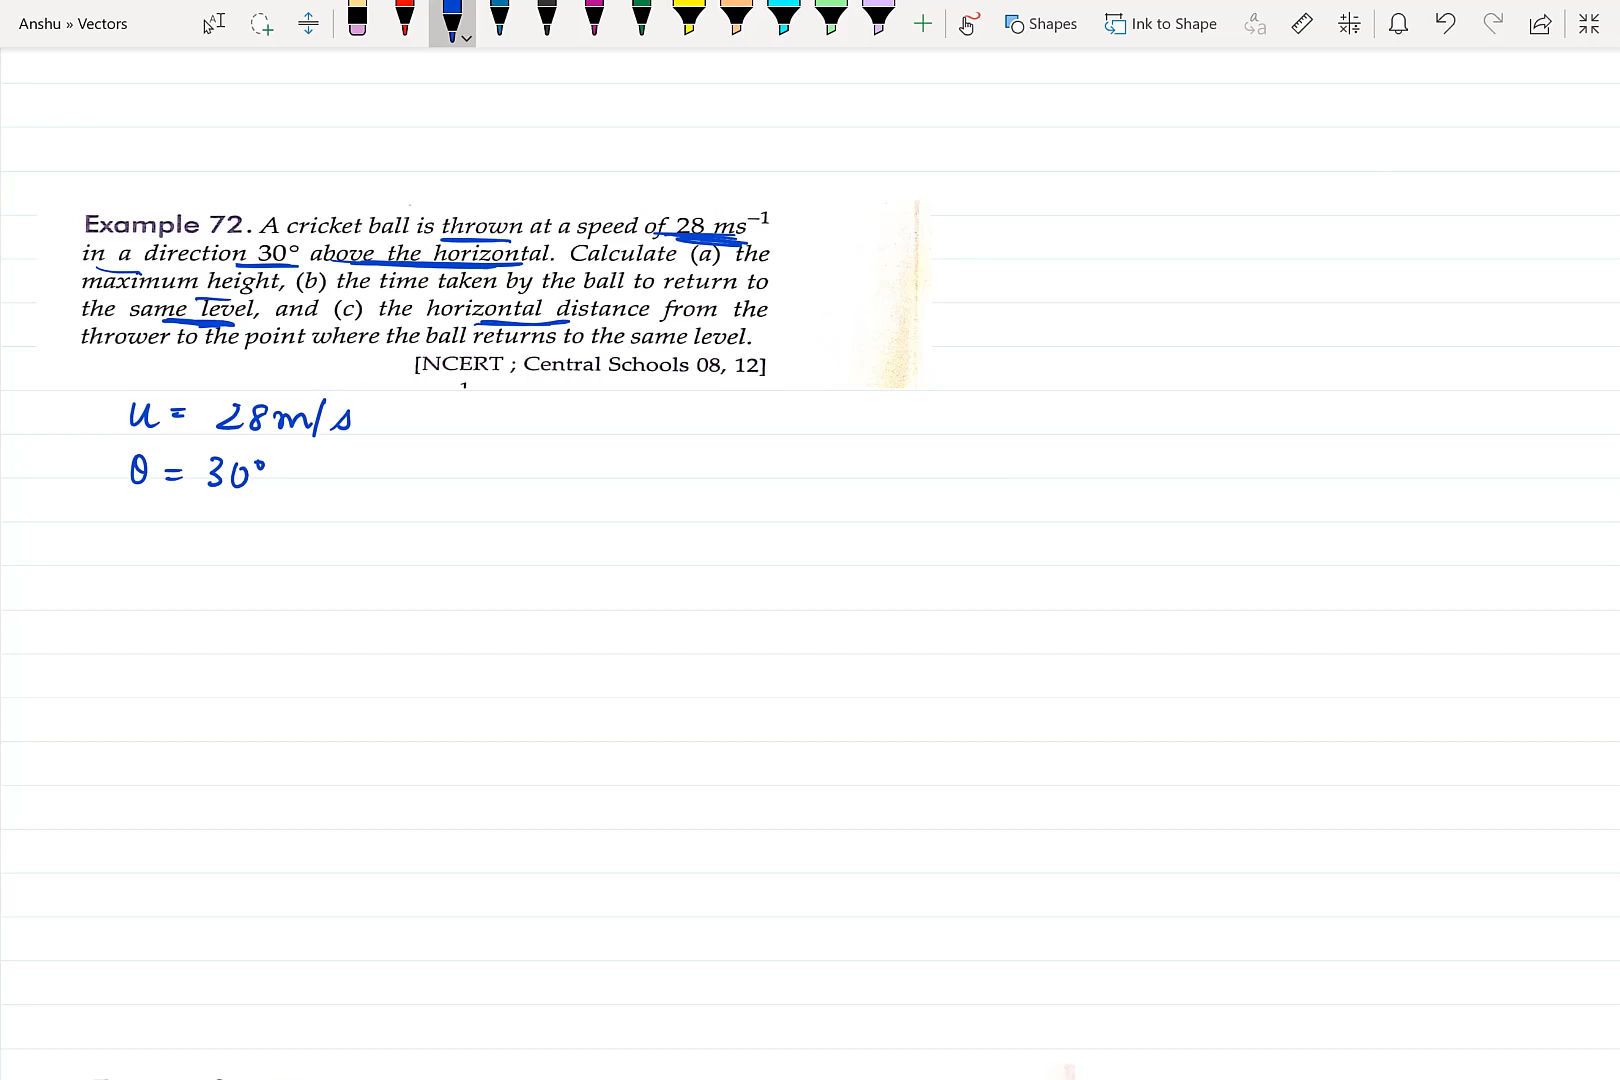 Anshu » Vectors
Shapes
Ink to Shape
Example 72. A cricket ball is thrown at a speed of 28 ms⁻¹
in a direction 30° above the horizontal. Calculate (a) the
maximum height, (b) the time taken by the ball to return to
the same level, and (c) the horizontal distance from the
thrower to the point where the ball returns to the same level.
[NCERT ; Central Schools 08, 12]
u = 28m/s
θ = 30°